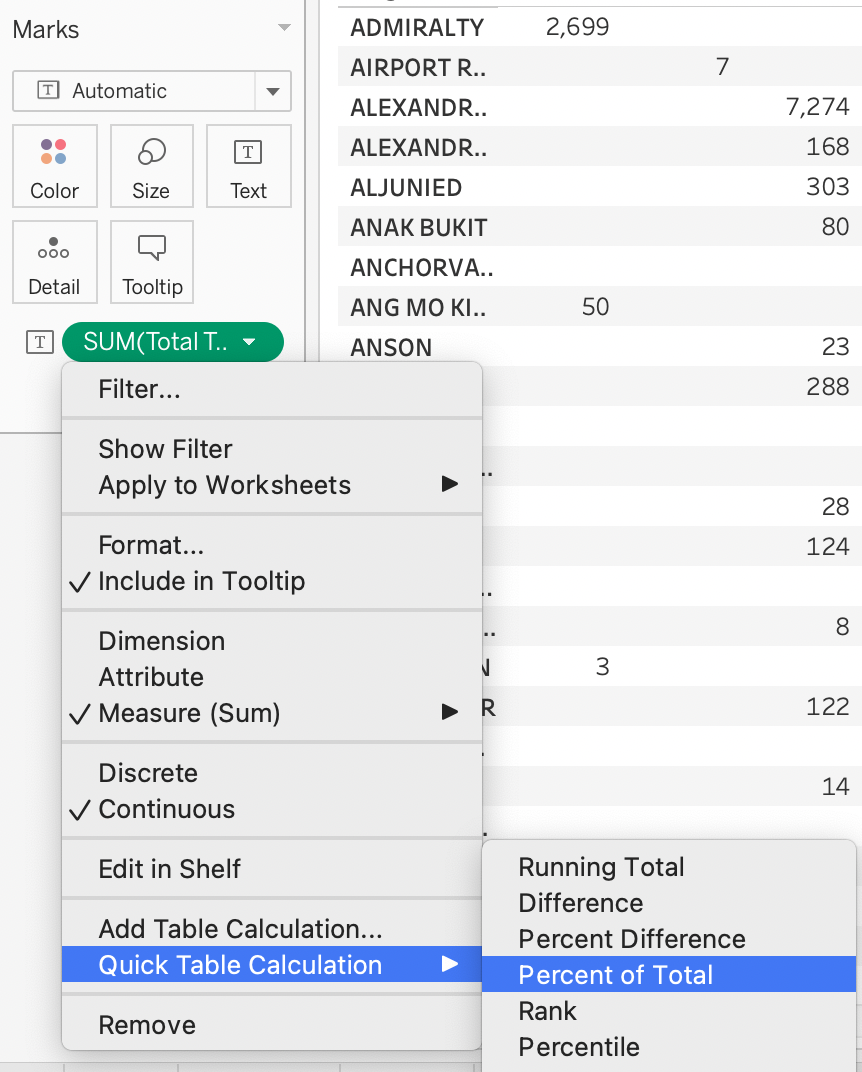 Marks
Automatic
Color
Size
T
Text
Detail
Tooltip
T
SUM(Total T..
Filter...
Show Filter
Apply to Worksheets
Format...
Include in Tooltip
Dimension
Attribute
Measure (Sum)
Discrete
Continuous
Edit in Shelf
Add Table Calculation...
Quick Table Calculation
Remove
Running Total
Difference
Percent Difference
Percent of Total
Rank
Percentile
ADMIRALTY 2,699
AIRPORT R.. 7
ALEXANDR.. 7,274
ALEXANDR.. 168
ALJUNIED 303
ANAK BUKIT 80
ANCHORVA..
ANG MO KI.. 50
ANSON 23
288
28
124
8
3
R 122
14